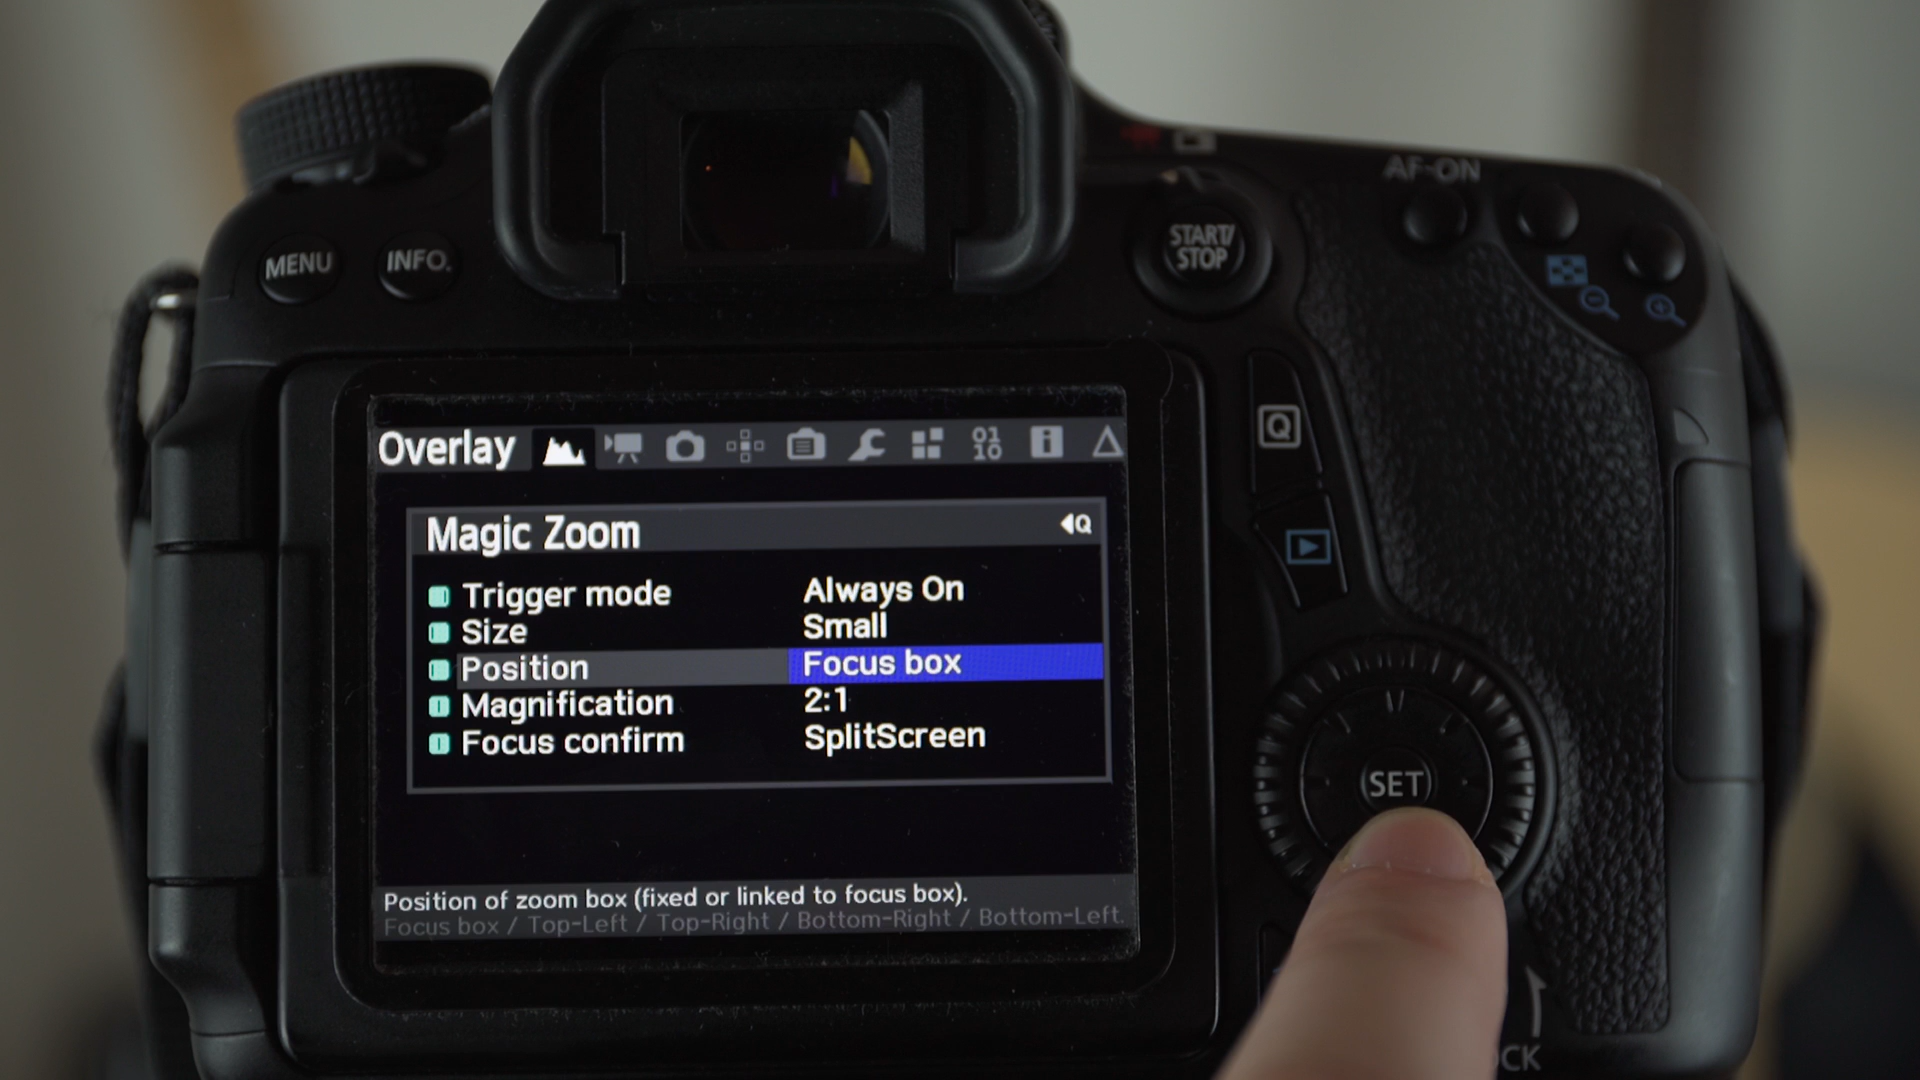 AF-ON
MENU INFO.
START/
STOP
Q
Overlay
01
10
i
Magic Zoom Q
Trigger mode Always On
Size Small
Position Focus box
Magnification 2:1
Focus confirm SplitScreen
SET
Position of zoom box (fixed or linked to focus box).
Focus box / Top-Left / Top-Right / Bottom-Right / Bottom-Left.